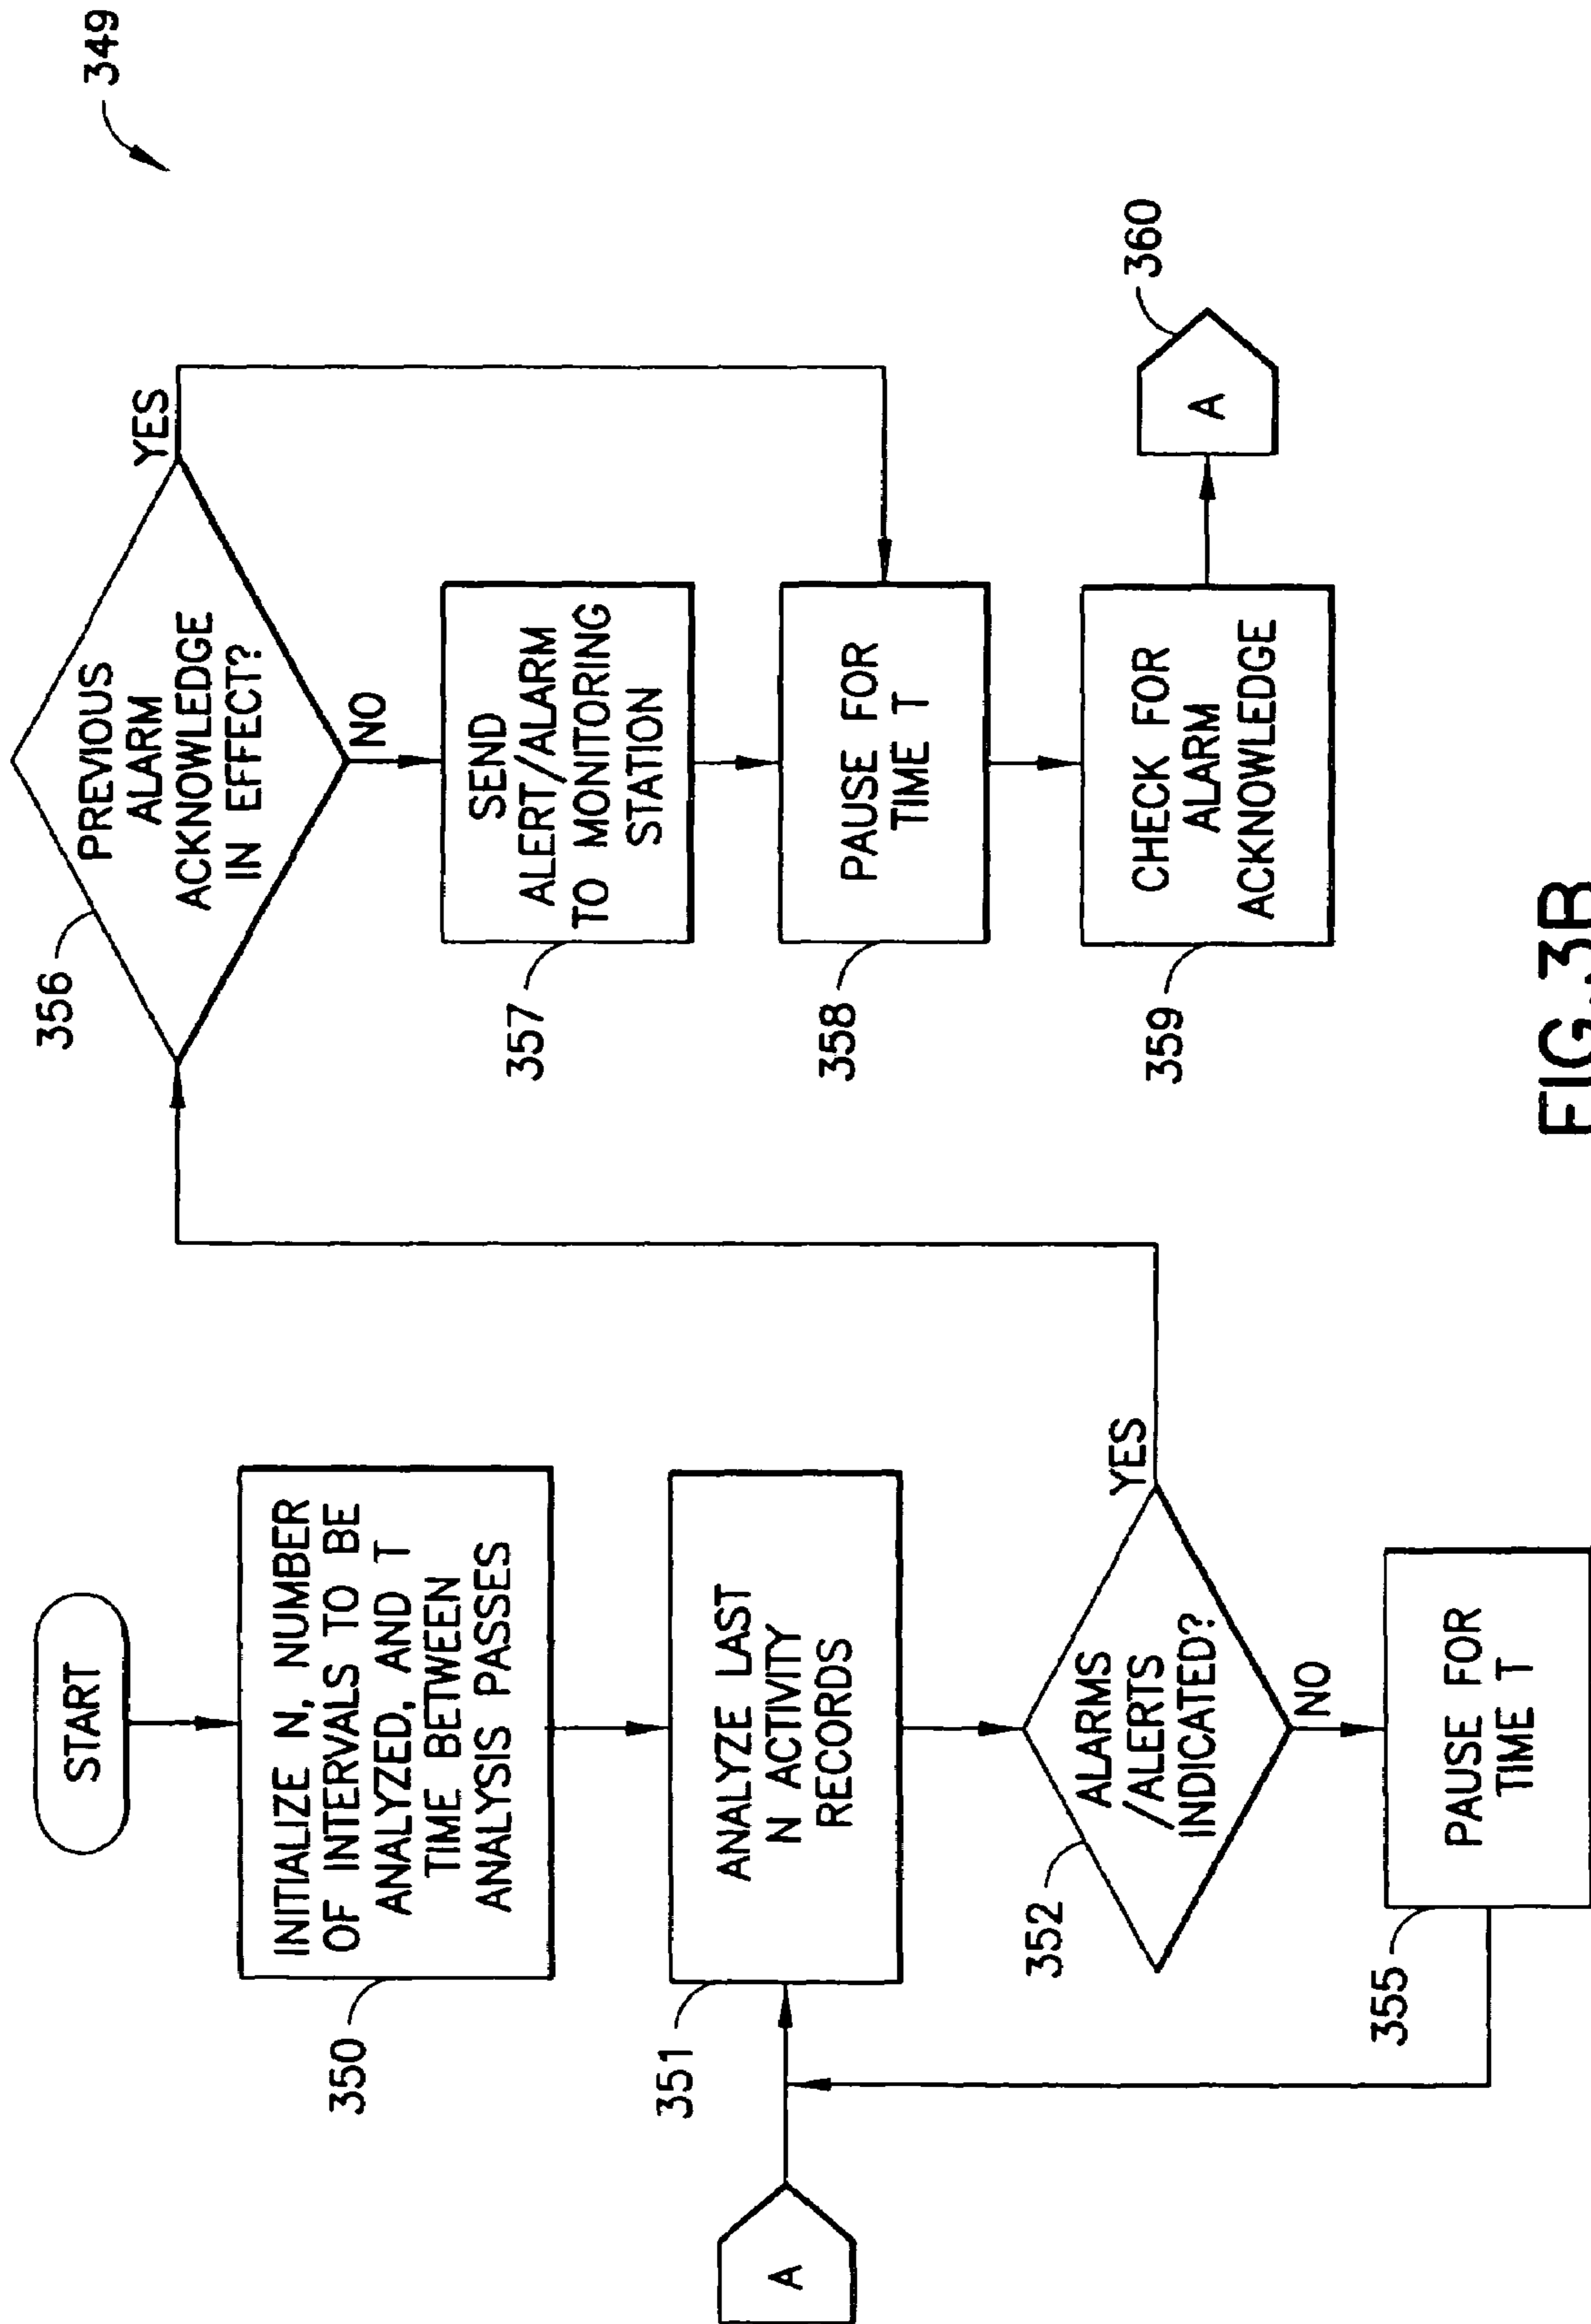 349
START
350
INITIALIZE N, NUMBER
OF INTERVALS TO BE
ANALYZED, AND T
TIME BETWEEN
ANALYSIS PASSES
A
351
ANALYZE LAST
N ACTIVITY
RECORDS
352
ALARMS
/ALERTS
INDICATED?
YES
NO
355
PAUSE FOR
TIME T
356
PREVIOUS
ALARM
ACKNOWLEDGE
IN EFFECT?
YES
NO
357
SEND
ALERT/ALARM
TO MONITORING
STATION
358
PAUSE FOR
TIME T
359
CHECK FOR
ALARM
ACKNOWLEDGE
360
A
FIG.3B